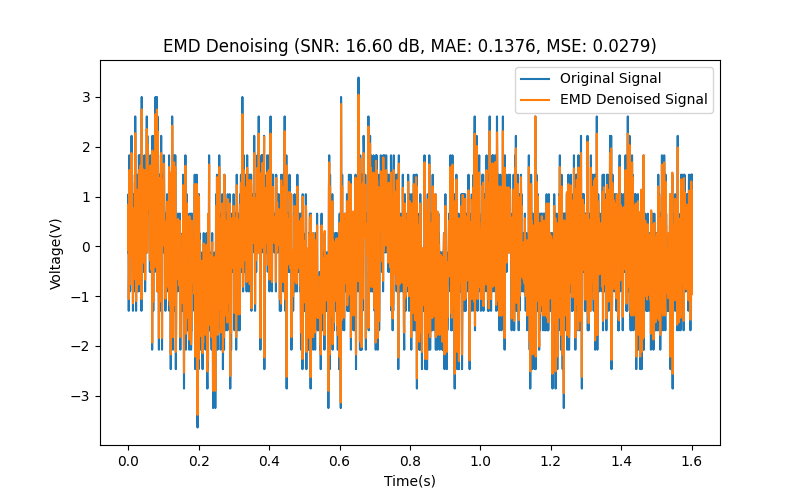 EMD Denoising (SNR: 16.60 dB, MAE: 0.1376, MSE: 0.0279)
Original Signal
EMD Denoised Signal
3
2
1
0
−1
−2
−3
Voltage(V)
0.0 0.2 0.4 0.6 0.8 1.0 1.2 1.4 1.6
Time(s)